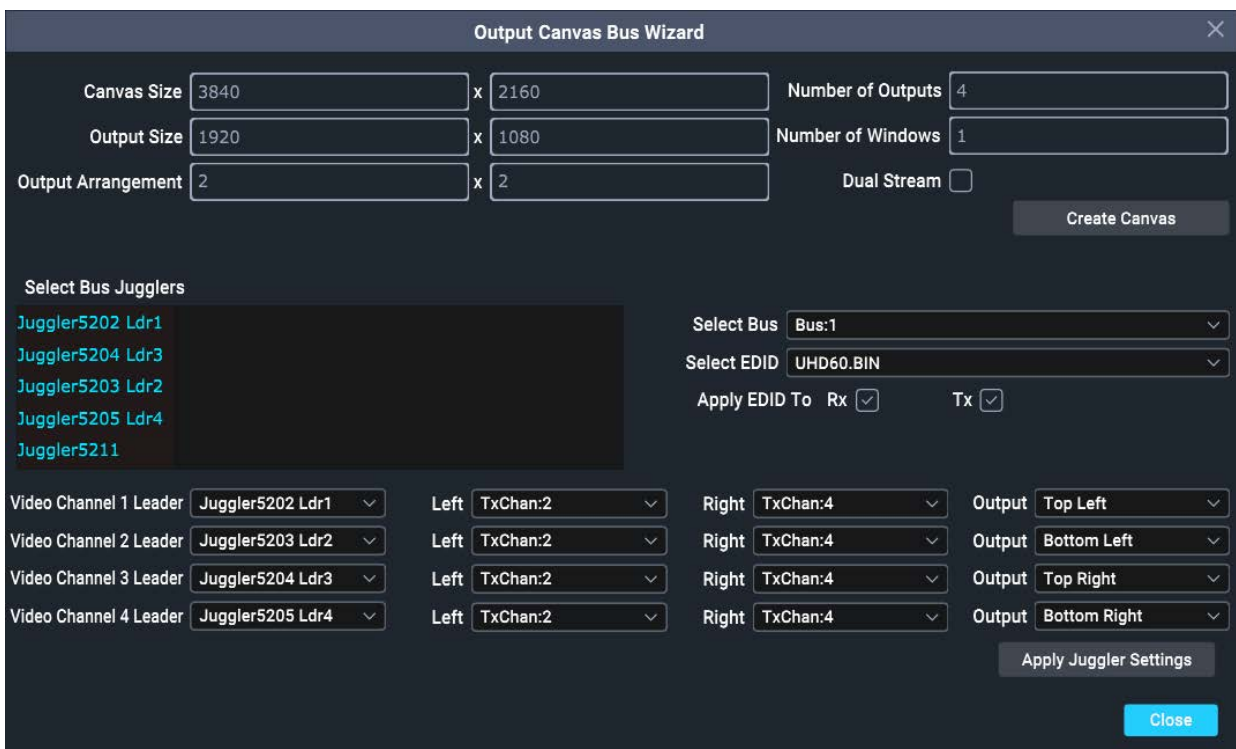 Output Canvas Bus Wizard
Canvas Size 3840 x 2160 Number of Outputs 4
Output Size 1920 x 1080 Number of Windows 1
Output Arrangement 2 x 2 Dual Stream
Create Canvas
Select Bus Jugglers
Juggler5202 Ldr1
Juggler5204 Ldr3
Juggler5203 Ldr2
Juggler5205 Ldr4
Juggler5211
Select Bus Bus:1
Select EDID UHD60.BIN
Apply EDID To Rx Tx
Video Channel 1 Leader Juggler5202 Ldr1 Left TxChan:2 Right TxChan:4 Output Top Left
Video Channel 2 Leader Juggler5203 Ldr2 Left TxChan:2 Right TxChan:4 Output Bottom Left
Video Channel 3 Leader Juggler5204 Ldr3 Left TxChan:2 Right TxChan:4 Output Top Right
Video Channel 4 Leader Juggler5205 Ldr4 Left TxChan:2 Right TxChan:4 Output Bottom Right
Apply Juggler Settings
Close